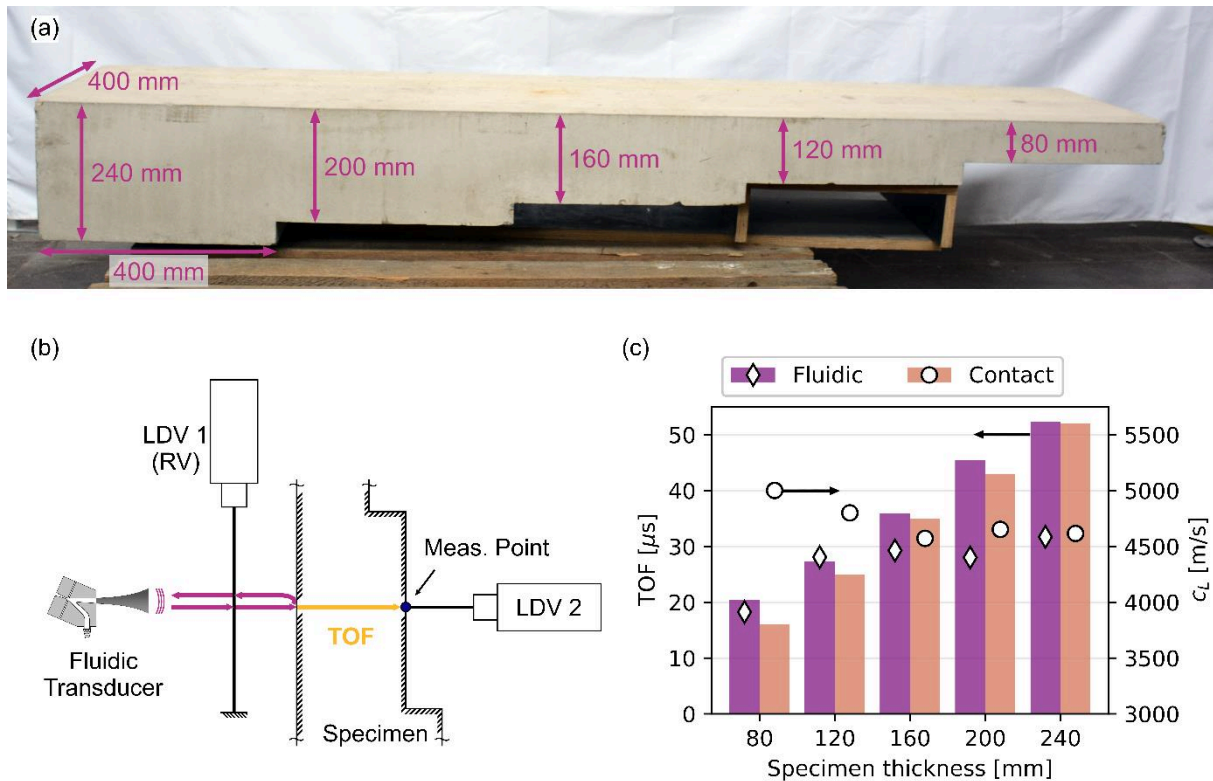 (a)
400 mm
240 mm
200 mm
160 mm
120 mm
80 mm
400 mm
(b)
LDV 1
(RV)
Meas. Point
LDV 2
TOF
Fluidic
Transducer
Specimen
(c)
Fluidic
Contact
TOF [μs]
50
40
30
20
10
0
80
120
160
200
240
Specimen thickness [mm]
5500
5000
4500
4000
3500
3000
c_L [m/s]